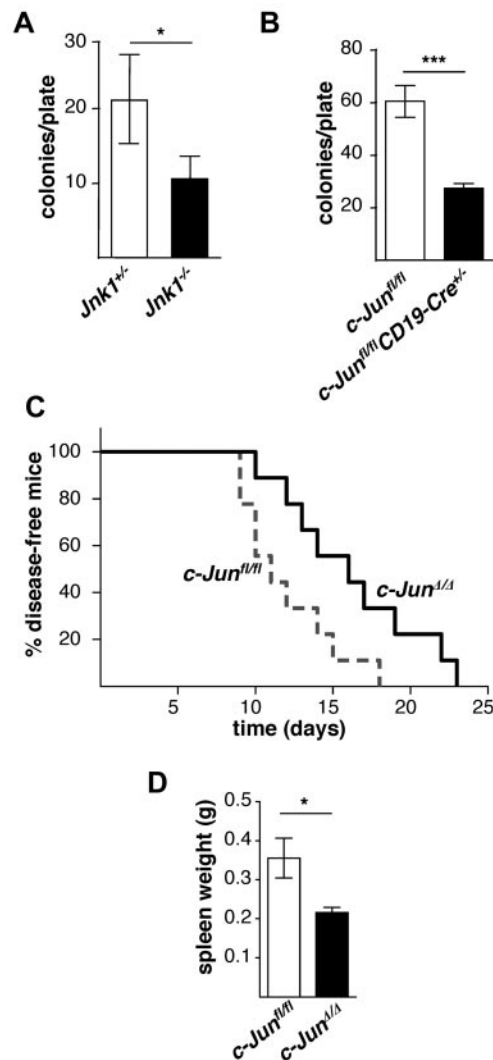 A
30
20
10
colonies/plate
*
Jnk1+/-
Jnk1-/-
B
80
60
40
20
colonies/plate
***
c-Junfl/fl
c-Junfl/flCD19-Cre+/-
C
100
80
60
40
20
% disease-free mice
c-Junfl/fl
c-JunΔ/Δ
5 10 15 20 25
time (days)
D
0.5
0.4
0.3
0.2
0.1
spleen weight (g)
*
c-Junfl/fl
c-JunΔ/Δ